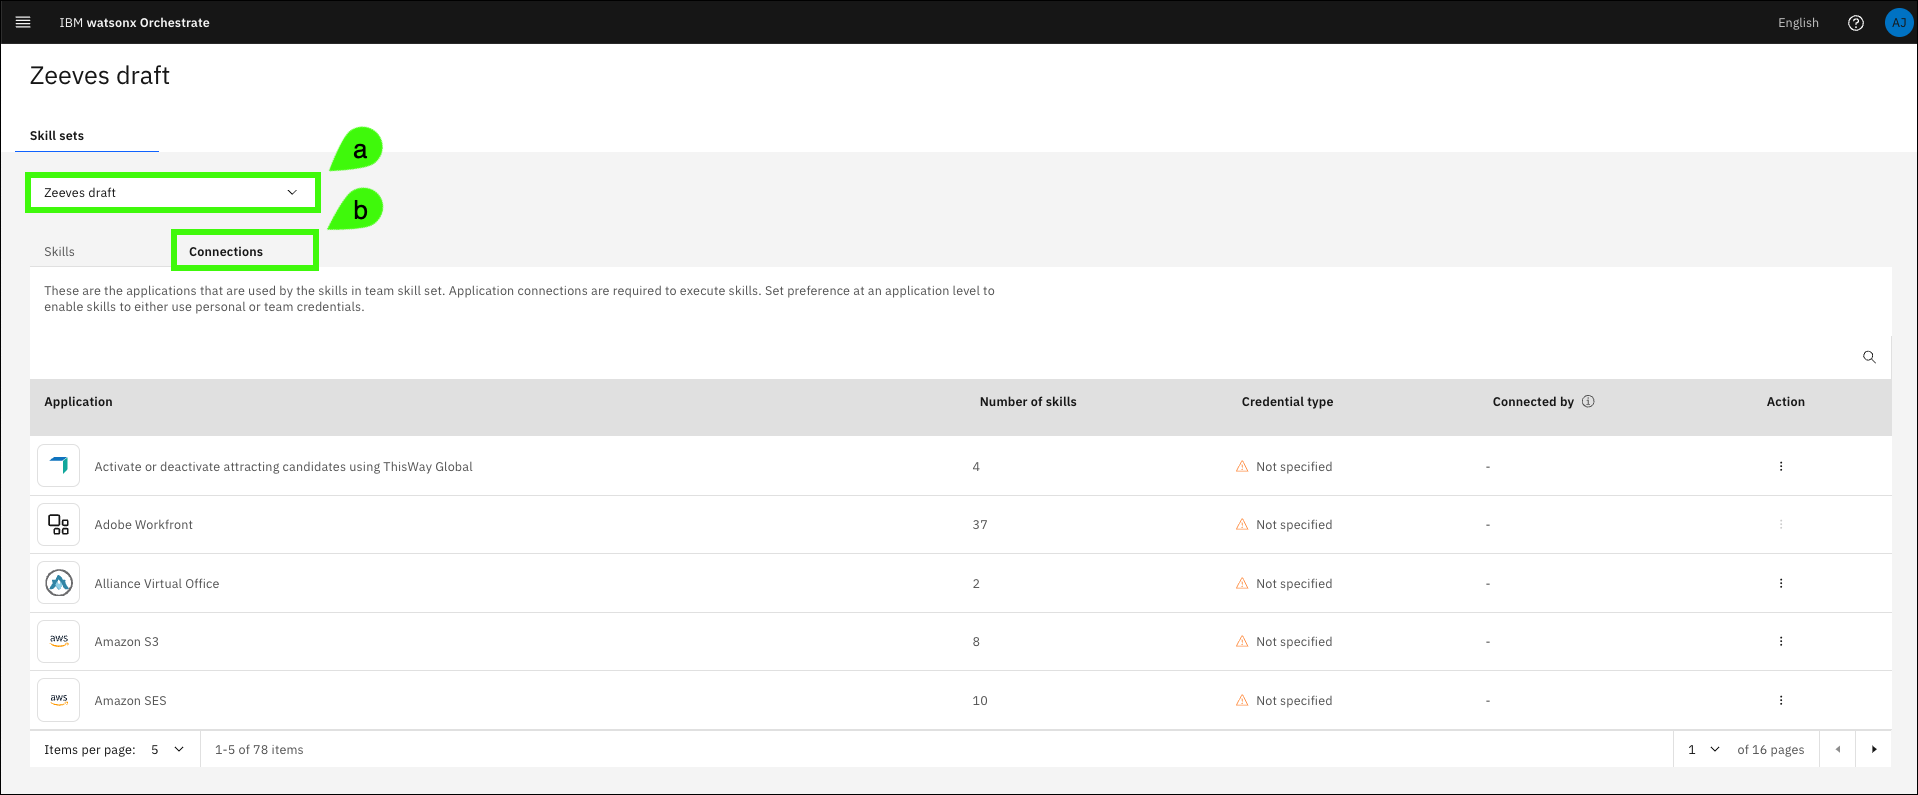 IBM watsonx Orchestrate
English
AJ
Zeeves draft
Skill sets
a
Zeeves draft
b
Skills
Connections
These are the applications that are used by the skills in team skill set. Application connections are required to execute skills. Set preference at an application level to
enable skills to either use personal or team credentials.
Application Number of skills Credential type Connected by Action
Activate or deactivate attracting candidates using ThisWay Global 4 Not specified -
Adobe Workfront 37 Not specified -
Alliance Virtual Office 2 Not specified -
aws Amazon S3 8 Not specified -
aws Amazon SES 10 Not specified -
Items per page: 5 1-5 of 78 items 1 of 16 pages